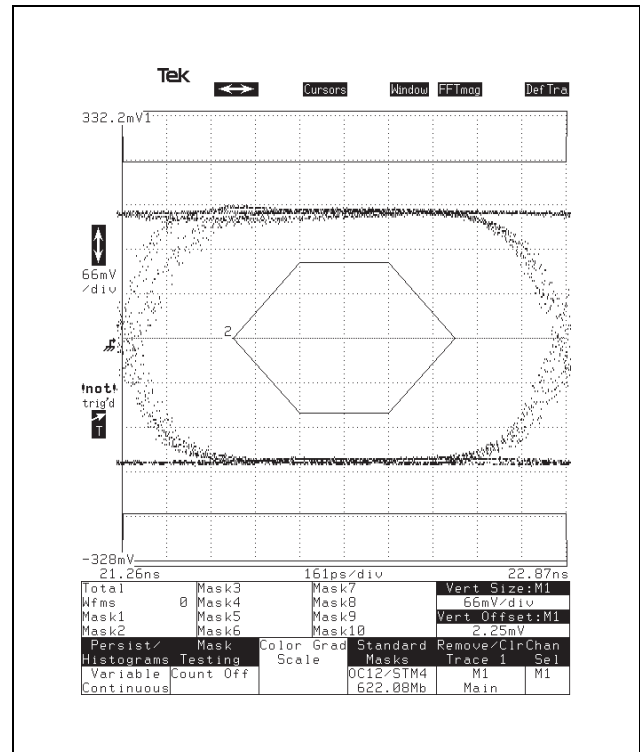 Tek
Cursors Window FFTmag DefTra
332.2mV1
66mV
/div
2
not
trig'd
T
-328mV
21.26ns 161ps/div 22.87ns
Total Mask3 Mask7 Vert Size:M1
Wfms 0 Mask4 Mask8 66mV/div
Mask1 Mask5 Mask9 Vert Offset:M1
Mask2 Mask6 Mask10 2.25mV
Persist/ Mask Color Grad Standard Remove/Clr Chan
Histograms Testing Scale Masks Trace 1 Sel
Variable Count Off OC12/STM4 M1 M1
Continuous 622.08Mb Main